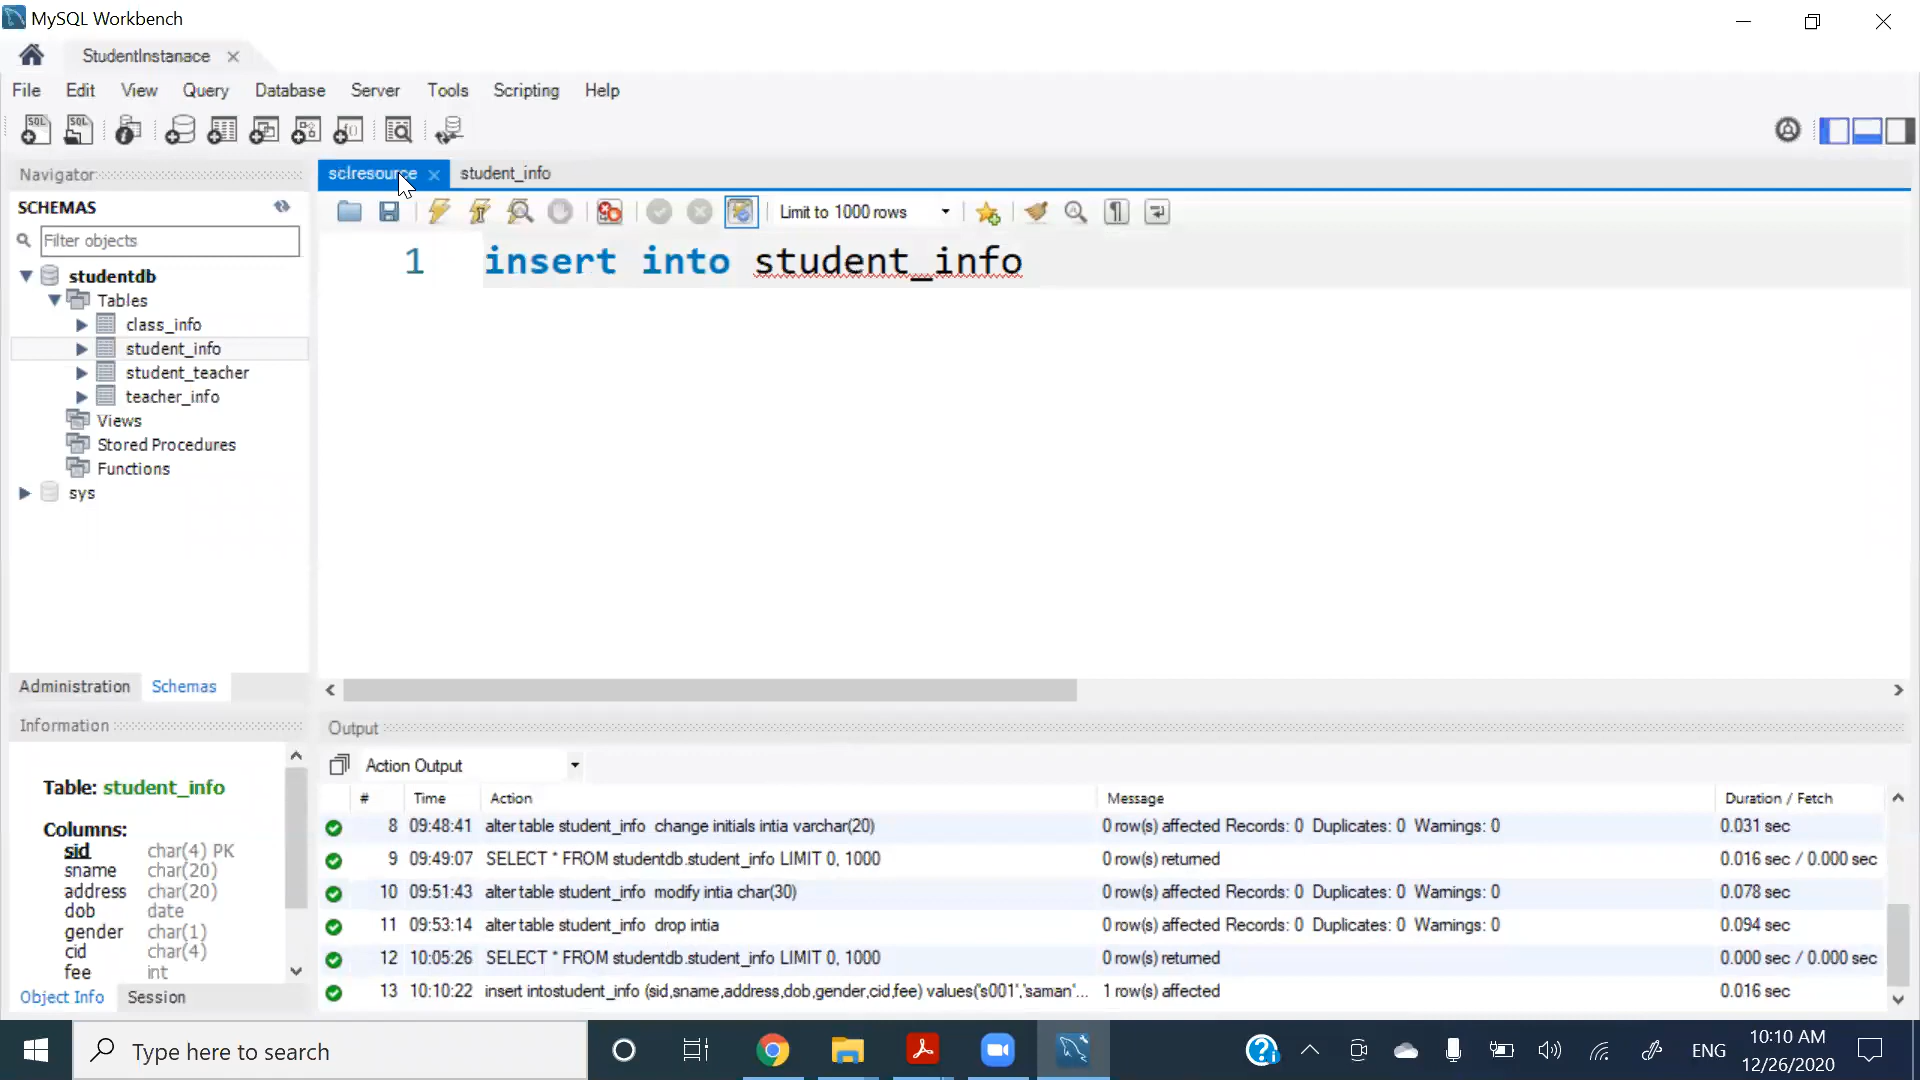 MySQL Workbench
StudentInstanace
File Edit View Query Database Server Tools Scripting Help
Navigator
sclresource student_info
SCHEMAS
Limit to 1000 rows
Filter objects
1 insert into student_info
studentdb
Tables
class_info
student_info
student_teacher
teacher_info
Views
Stored Procedures
Functions
sys
Administration Schemas
Information
Output
Action Output
Table: student_info
# Time Action Message Duration / Fetch
Columns:
sid char(4) PK
sname char(20)
address char(20)
dob date
gender char(1)
cid char(4)
fee int
8 09:48:41 alter table student_info change initials intia varchar(20) 0 row(s) affected Records: 0 Duplicates: 0 Warnings: 0 0.031 sec
9 09:49:07 SELECT * FROM studentdb.student_info LIMIT 0, 1000 0 row(s) returned 0.016 sec / 0.000 sec
10 09:51:43 alter table student_info modify intia char(30) 0 row(s) affected Records: 0 Duplicates: 0 Warnings: 0 0.078 sec
11 09:53:14 alter table student_info drop intia 0 row(s) affected Records: 0 Duplicates: 0 Warnings: 0 0.094 sec
12 10:05:26 SELECT * FROM studentdb.student_info LIMIT 0, 1000 0 row(s) returned 0.000 sec / 0.000 sec
13 10:10:22 insert intostudent_info (sid,sname,address,dob,gender,cid,fee) values('s001','saman'... 1 row(s) affected 0.016 sec
Object Info Session
Type here to search
ENG
10:10 AM
12/26/2020